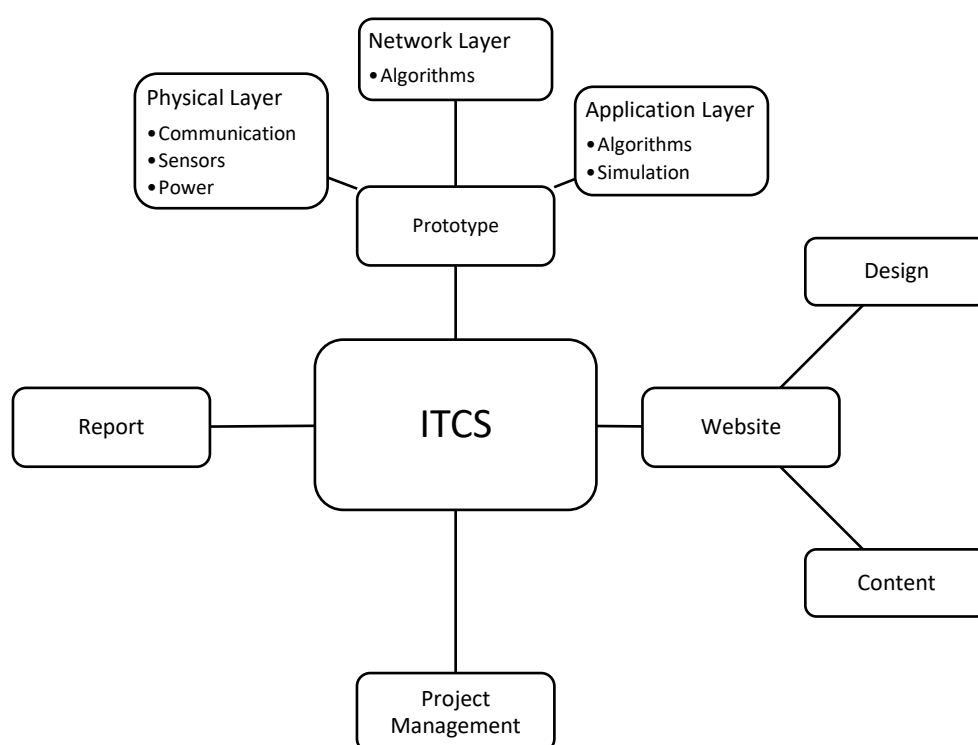 Network Layer
•Algorithms
Physical Layer
•Communication
•Sensors
•Power
Application Layer
•Algorithms
•Simulation
Prototype
Design
Report
ITCS
Website
Content
Project
Management